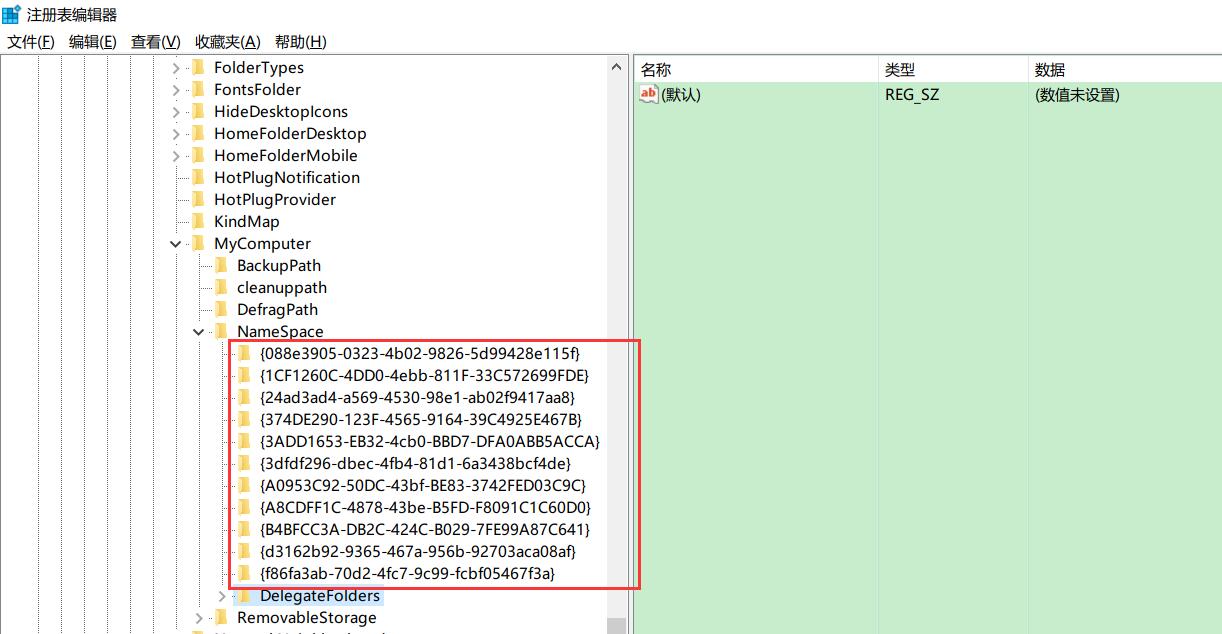 注册表编辑器
文件(F) 编辑(E) 查看(V) 收藏夹(A) 帮助(H)
FolderTypes
FontsFolder
HideDesktopIcons
HomeFolderDesktop
HomeFolderMobile
HotPlugNotification
HotPlugProvider
KindMap
MyComputer
BackupPath
cleanuppath
DefragPath
NameSpace
{088e3905-0323-4b02-9826-5d99428e115f}
{1CF1260C-4DD0-4ebb-811F-33C572699FDE}
{24ad3ad4-a569-4530-98e1-ab02f9417aa8}
{374DE290-123F-4565-9164-39C4925E467B}
{3ADD1653-EB32-4cb0-BBD7-DFA0ABB5ACCA}
{3dfdf296-dbec-4fb4-81d1-6a3438bcf4de}
{A0953C92-50DC-43bf-BE83-3742FED03C9C}
{A8CDFF1C-4878-43be-B5FD-F8091C1C60D0}
{B4BFCC3A-DB2C-424C-B029-7FE99A87C641}
{d3162b92-9365-467a-956b-92703aca08af}
{f86fa3ab-70d2-4fc7-9c99-fcbf05467f3a}
DelegateFolders
RemovableStorage
名称 类型 数据
ab (默认) REG_SZ (数值未设置)